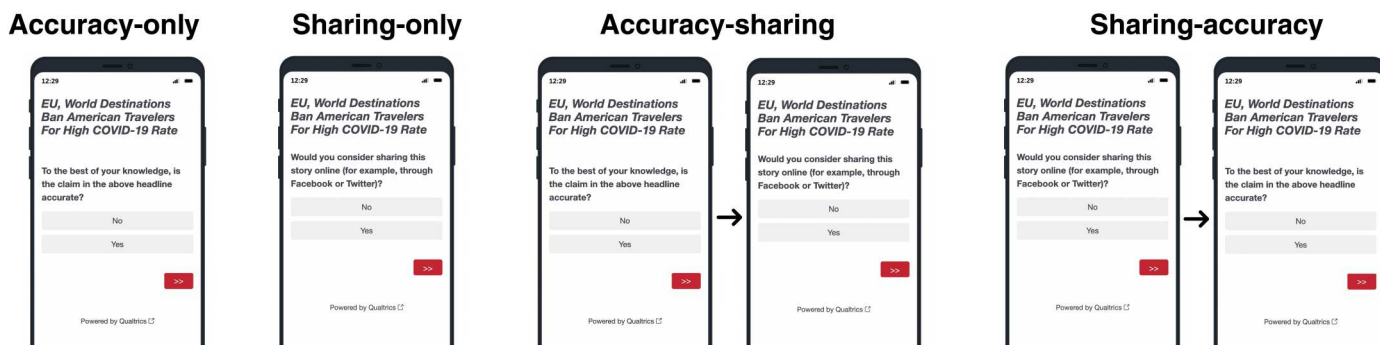 Accuracy-only
12:29
EU, World Destinations
Ban American Travelers
For High COVID-19 Rate
To the best of your knowledge, is
the claim in the above headline
accurate?
No
Yes
>>
Powered by Qualtrics
Sharing-only
12:29
EU, World Destinations
Ban American Travelers
For High COVID-19 Rate
Would you consider sharing this
story online (for example, through
Facebook or Twitter)?
No
Yes
>>
Powered by Qualtrics
Accuracy-sharing
12:29
EU, World Destinations
Ban American Travelers
For High COVID-19 Rate
To the best of your knowledge, is
the claim in the above headline
accurate?
No
Yes
>>
Powered by Qualtrics
12:29
EU, World Destinations
Ban American Travelers
For High COVID-19 Rate
Would you consider sharing this
story online (for example, through
Facebook or Twitter)?
No
Yes
>>
Powered by Qualtrics
Sharing-accuracy
12:29
EU, World Destinations
Ban American Travelers
For High COVID-19 Rate
Would you consider sharing this
story online (for example, through
Facebook or Twitter)?
No
Yes
>>
Powered by Qualtrics
12:29
EU, World Destinations
Ban American Travelers
For High COVID-19 Rate
To the best of your knowledge, is
the claim in the above headline
accurate?
No
Yes
>>
Powered by Qualtrics